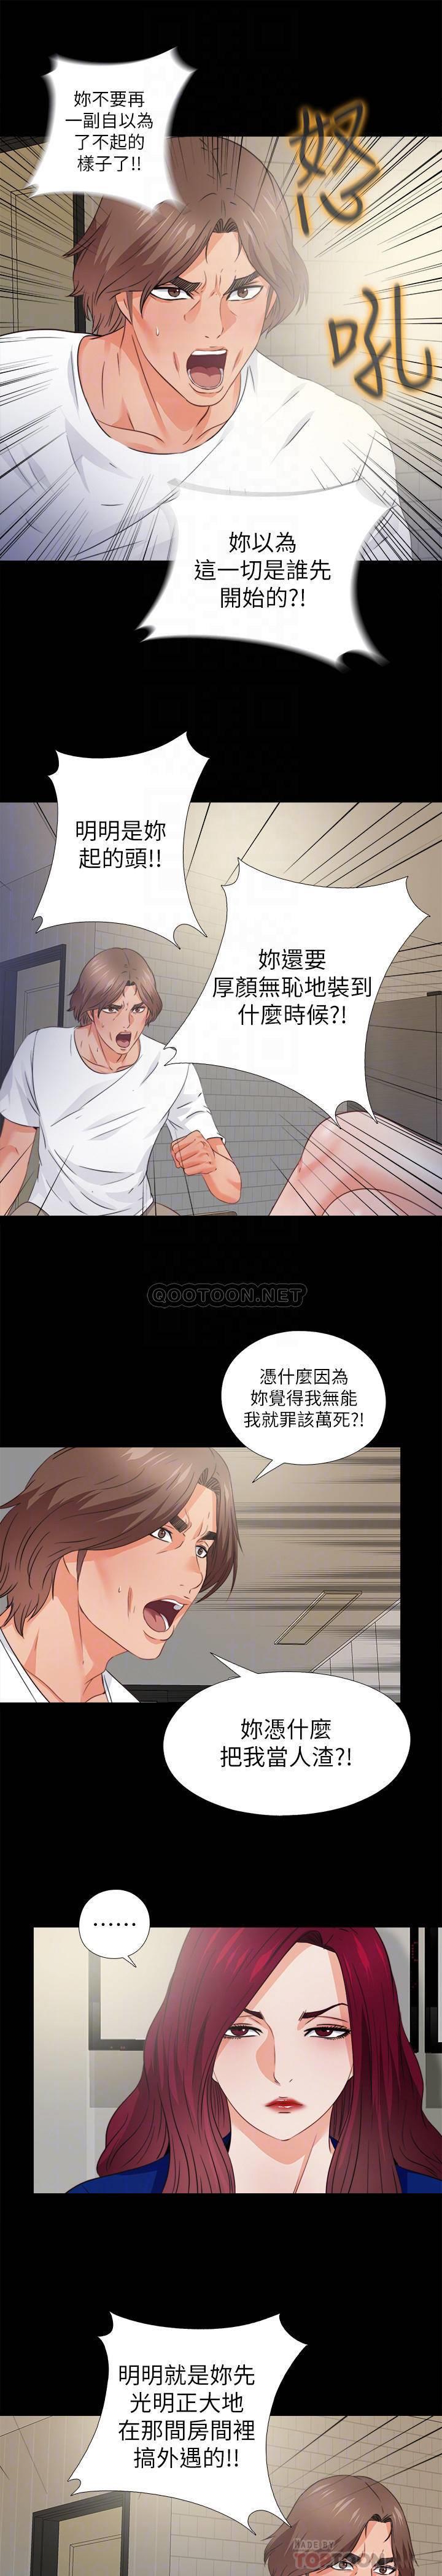 妳不要再
一副自以為
了不起的
樣子了!!
怒
吼
妳以為
這一切是誰先
開始的?!
明明是妳
起的頭!!
妳還要
厚顏無恥地裝到
什麼時候?!
QOOTOON.NET
憑什麼因為
妳覺得我無能
我就罪該萬死?!
妳憑什麼
把我當人渣?!
……
明明就是妳先
光明正大地
在那間房間裡
搞外遇的!!
MADE BY